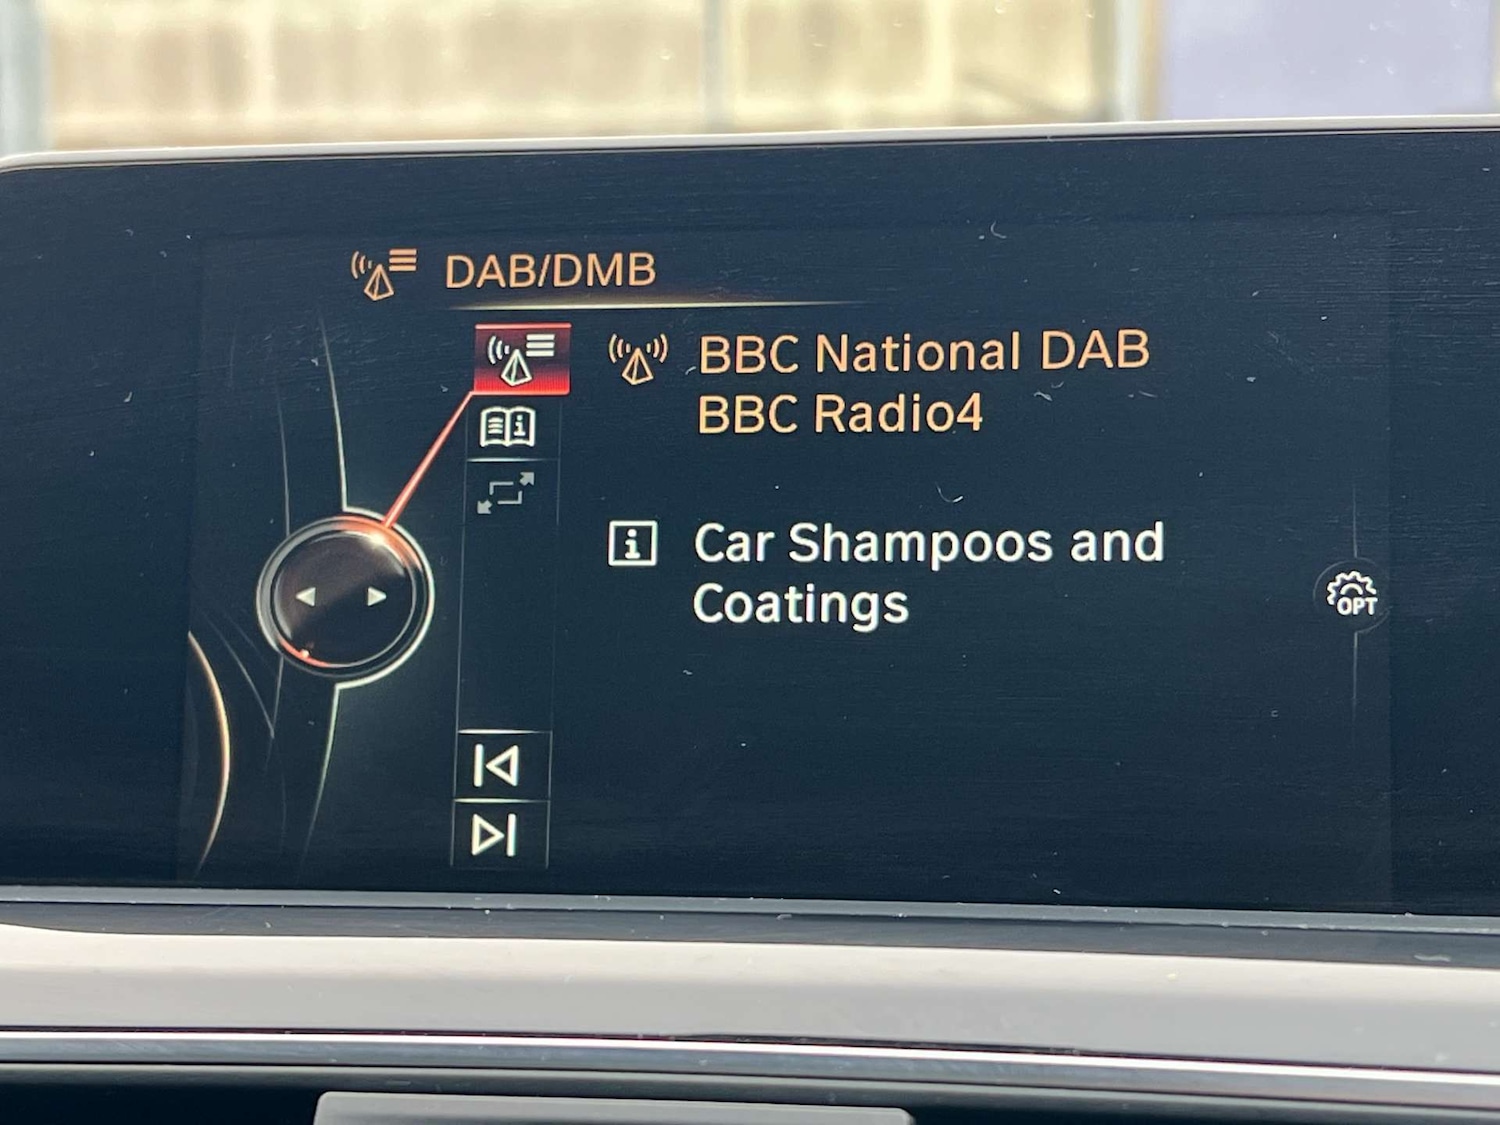 DAB/DMB
BBC National DAB
BBC Radio4
i Car Shampoos and
Coatings
OPT